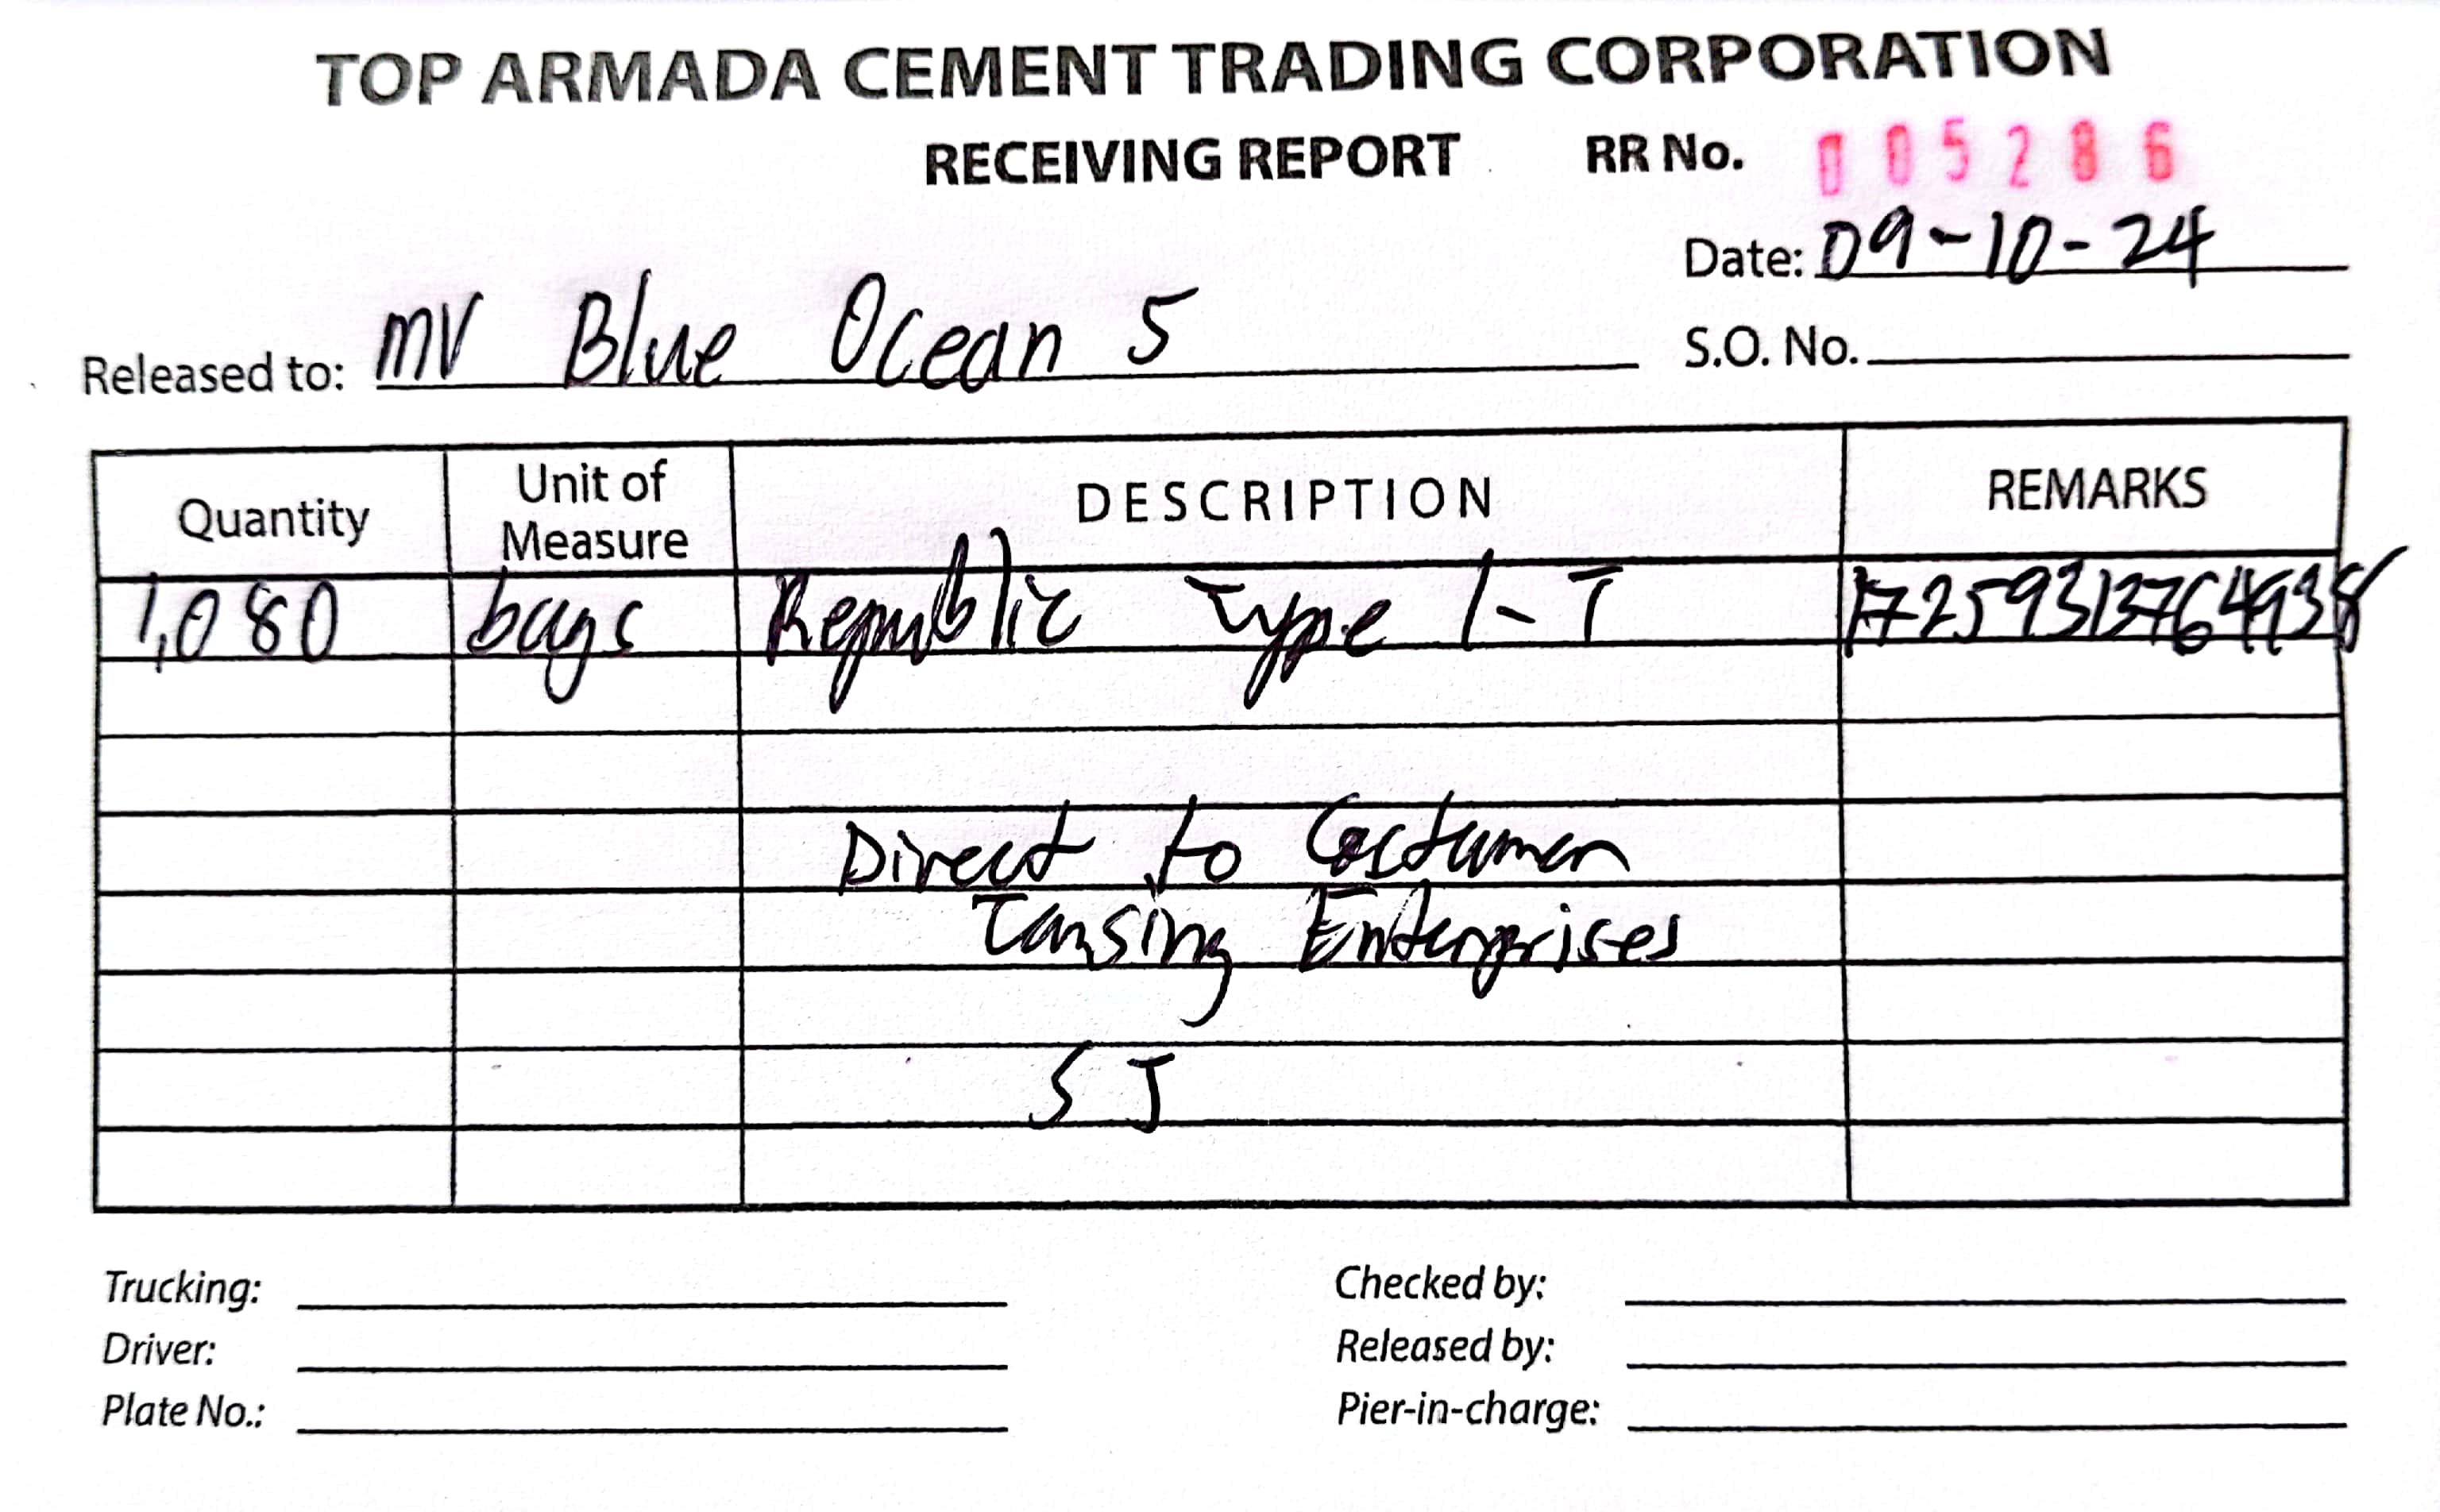 TOP ARMADA CEMENT TRADING CORPORATION
RECEIVING REPORT RR No. 005286
Date: 09-10-24
Released to: MV Blue Ocean 5 S.O. No.
Quantity Unit of Measure DESCRIPTION REMARKS
1,080 bags Republic Type 1-T 17259313764938
Direct to Costumer
Tansing Enterprises
SJ
Trucking: Checked by:
Driver: Released by:
Plate No.: Pier-in-charge: